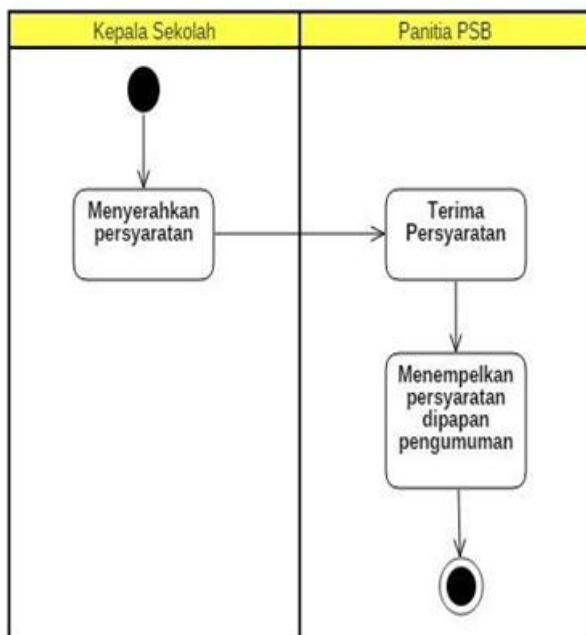 Kepala Sekolah
Panitia PSB
Menyerahkan
persyaratan
Terima
Persyaratan
Menempelkan
persyaratan
dipapan
pengumuman